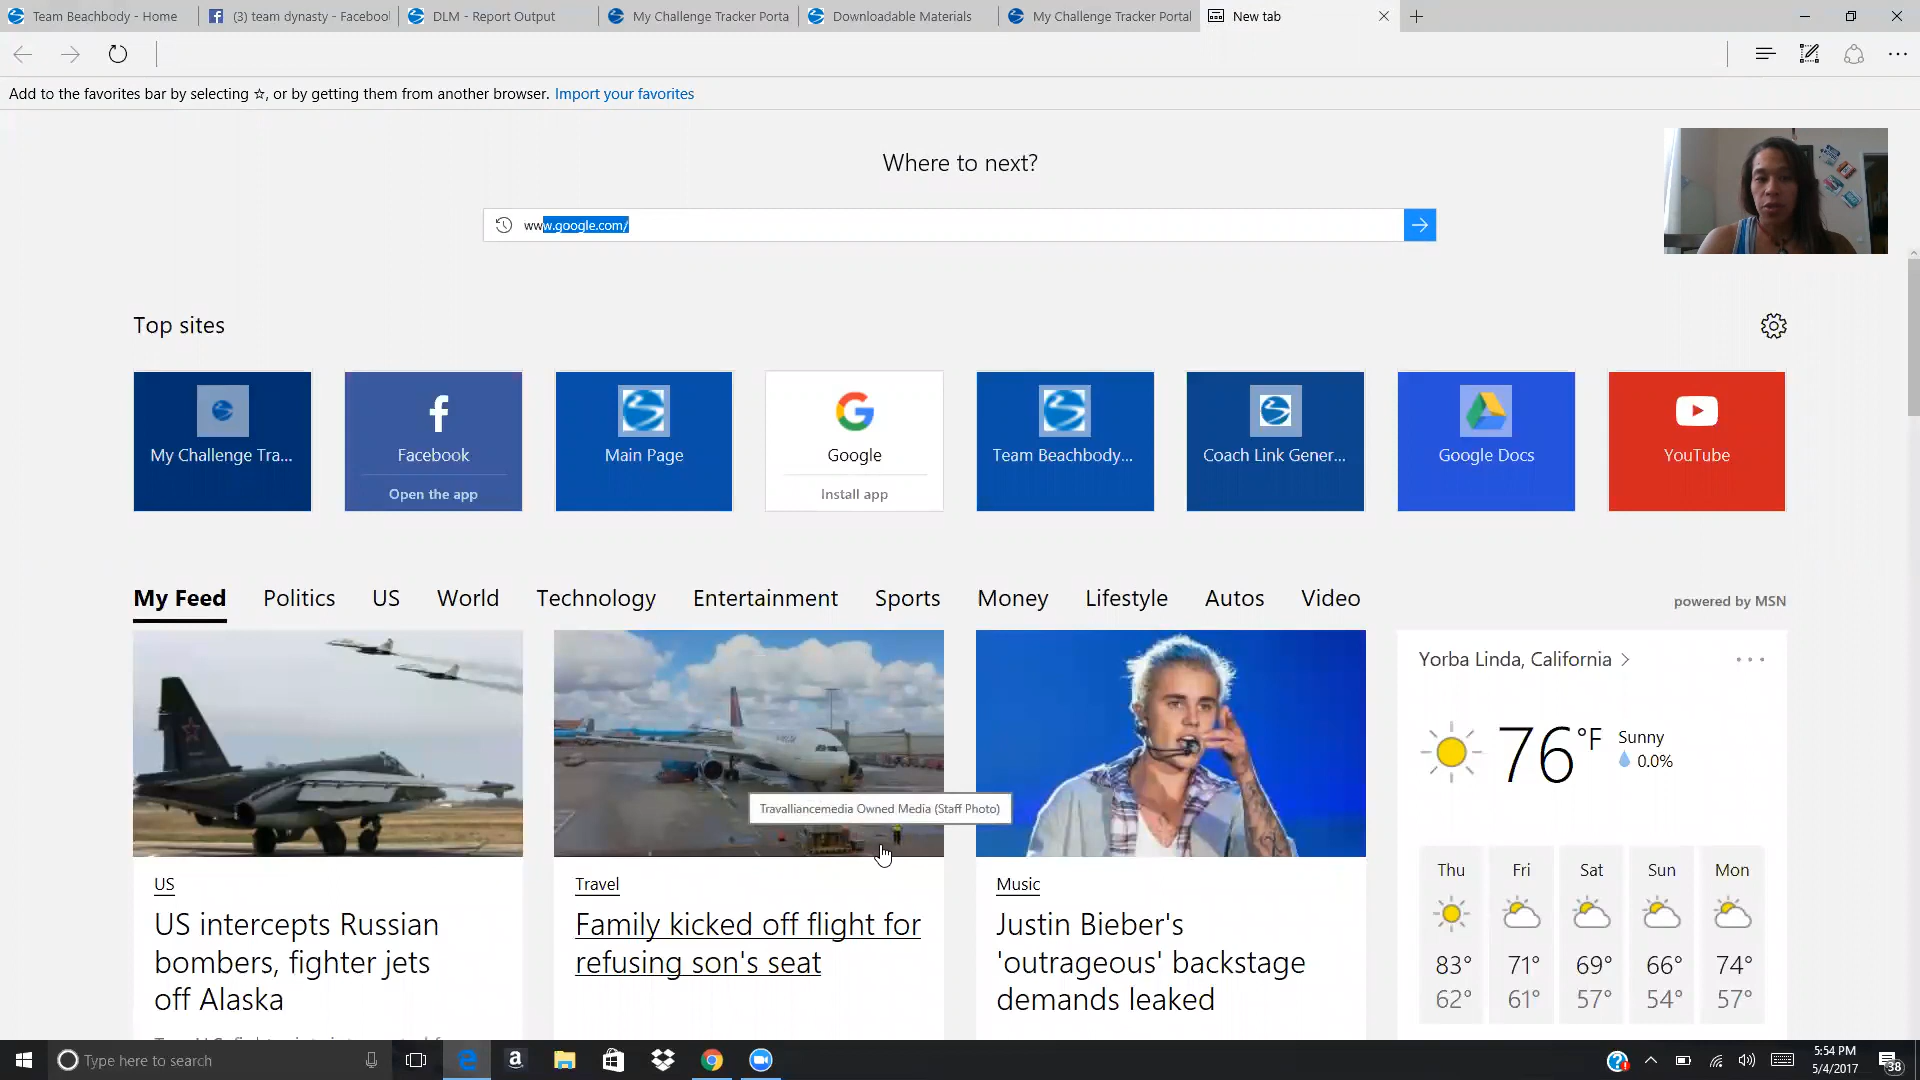 Team Beachbody - Home
(3) team dynasty - Facebool
DLM - Report Output
My Challenge Tracker Porta
Downloadable Materials
My Challenge Tracker Portal
New tab
Add to the favorites bar by selecting ☆, or by getting them from another browser. Import your favorites
Where to next?
www.google.com/
Top sites
My Challenge Tra...
Facebook
Open the app
Main Page
Google
Install app
Team Beachbody...
Coach Link Gener...
Google Docs
YouTube
My Feed
Politics
US
World
Technology
Entertainment
Sports
Money
Lifestyle
Autos
Video
powered by MSN
Travalliancemedia Owned Media (Staff Photo)
US
US intercepts Russian
bombers, fighter jets
off Alaska
Travel
Family kicked off flight for
refusing son's seat
Music
Justin Bieber's
'outrageous' backstage
demands leaked
Yorba Linda, California
76°F
Sunny
0.0%
Thu Fri Sat Sun Mon
83° 71° 69° 66° 74°
62° 61° 57° 54° 57°
Type here to search
5:54 PM
5/4/2017
38